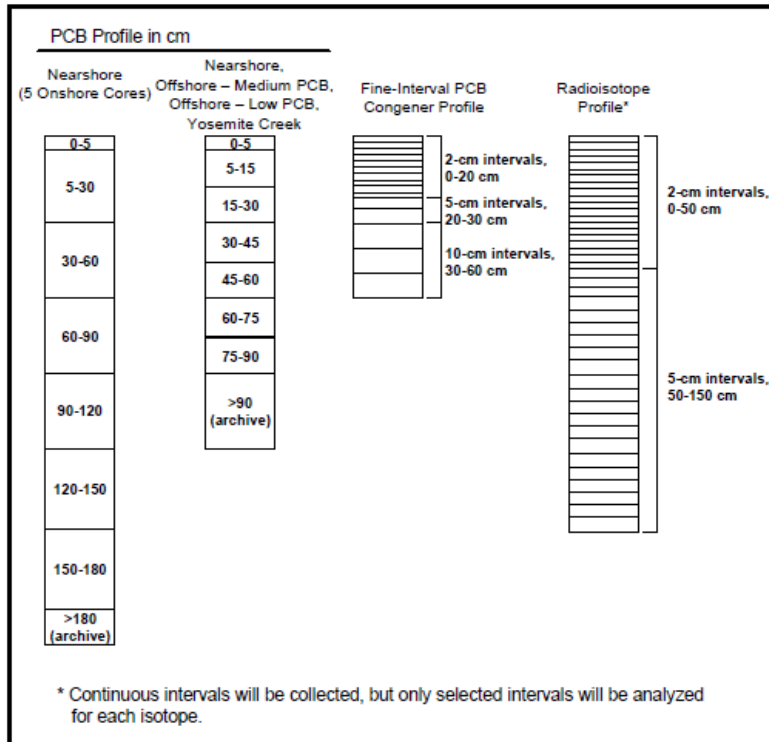 PCB Profile in cm
Nearshore
(5 Onshore Cores)
Nearshore,
Offshore – Medium PCB,
Offshore – Low PCB,
Yosemite Creek
Fine-Interval PCB
Congener Profile
Radioisotope
Profile*
0-5
5-30
30-60
60-90
90-120
120-150
150-180
>180
(archive)
0-5
5-15
15-30
30-45
45-60
60-75
75-90
>90
(archive)
2-cm intervals,
0-20 cm
5-cm intervals,
20-30 cm
10-cm intervals,
30-60 cm
2-cm intervals,
0-50 cm
5-cm intervals,
50-150 cm
* Continuous intervals will be collected, but only selected intervals will be analyzed
for each isotope.